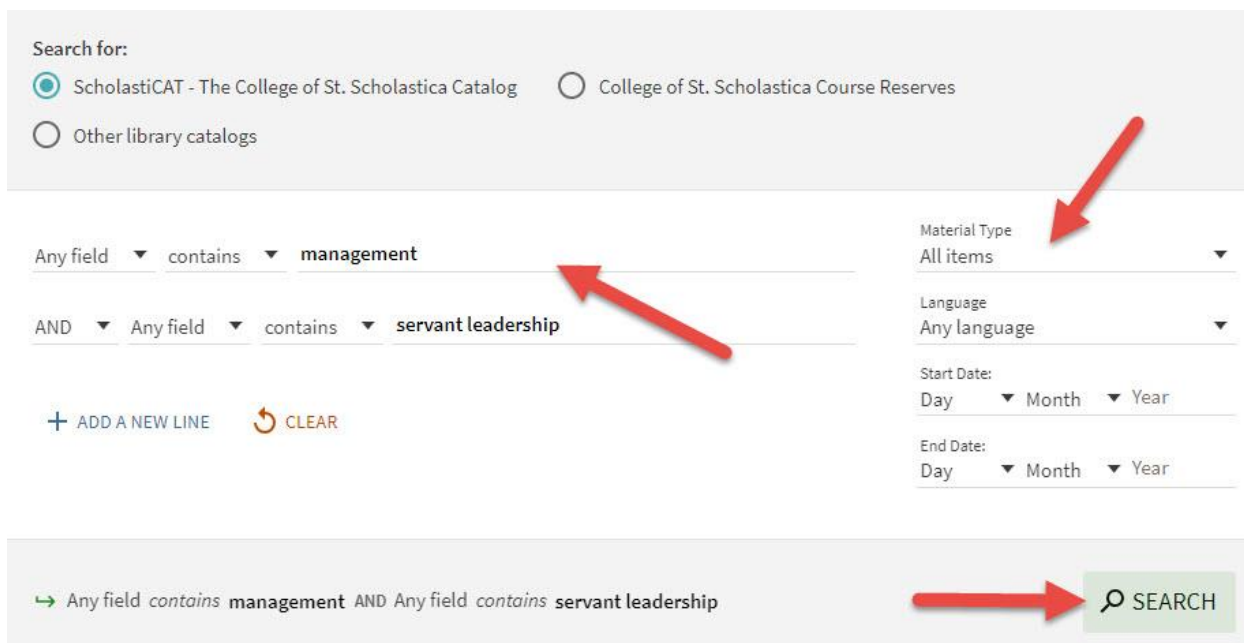 Search for:
ScholastiCAT - The College of St. Scholastica Catalog College of St. Scholastica Course Reserves
Other library catalogs
Any field contains management
AND Any field contains servant leadership
+ ADD A NEW LINE CLEAR
Material Type
All items
Language
Any language
Start Date:
Day Month Year
End Date:
Day Month Year
Any field contains management AND Any field contains servant leadership
SEARCH